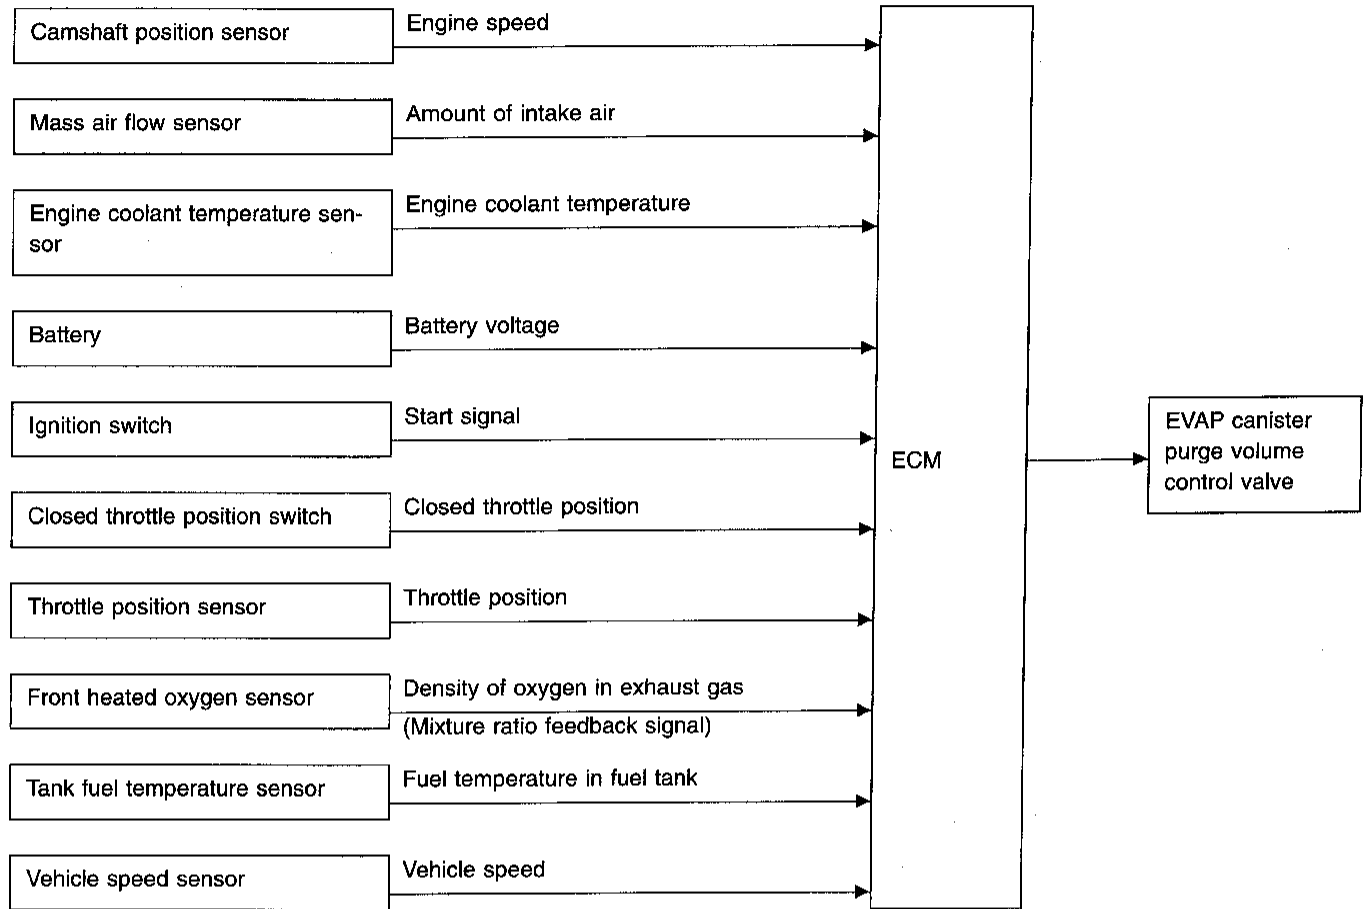 Camshaft position sensor
Engine speed
Mass air flow sensor
Amount of intake air
Engine coolant temperature sen-
sor
Engine coolant temperature
Battery
Battery voltage
Ignition switch
Start signal
Closed throttle position switch
Closed throttle position
Throttle position sensor
Throttle position
Front heated oxygen sensor
Density of oxygen in exhaust gas
(Mixture ratio feedback signal)
Tank fuel temperature sensor
Fuel temperature in fuel tank
Vehicle speed sensor
Vehicle speed
ECM
EVAP canister
purge volume
control valve